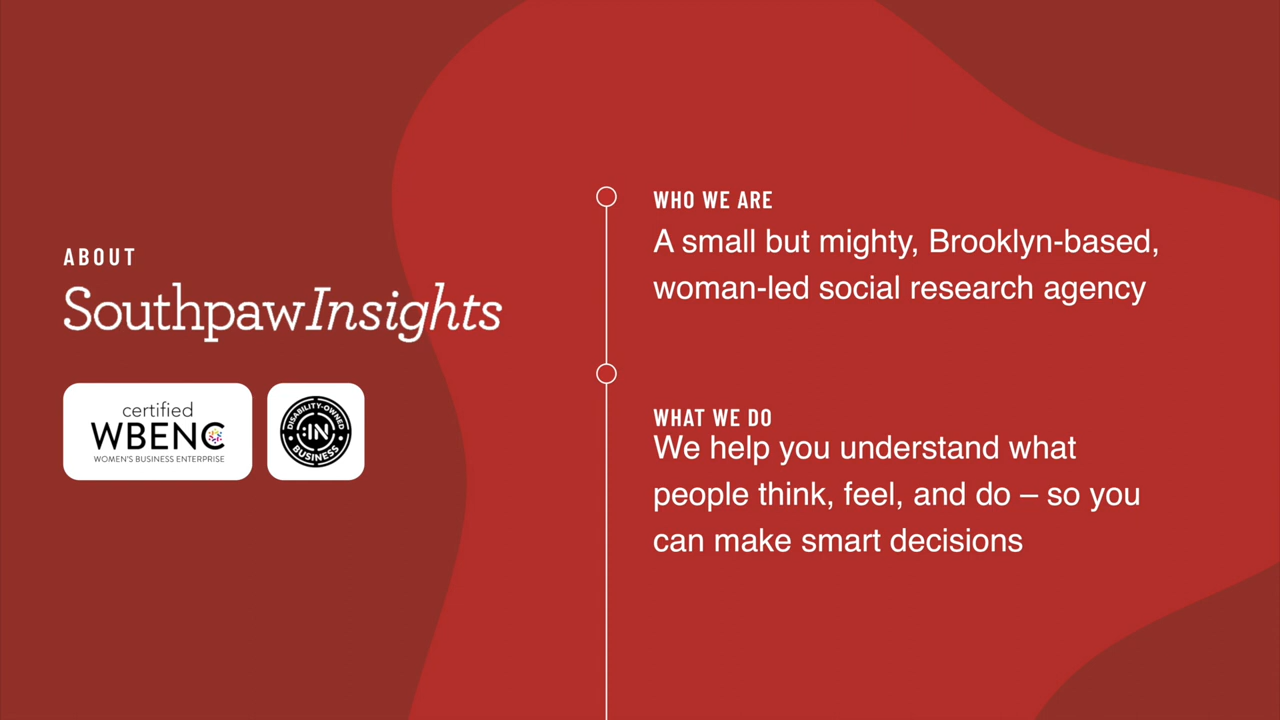 ABOUT
SouthpawInsights
certified
WBENC
WOMEN'S BUSINESS ENTERPRISE
DISABILITY-OWNED
:IN
BUSINESS
WHO WE ARE
A small but mighty, Brooklyn-based,
woman-led social research agency
WHAT WE DO
We help you understand what
people think, feel, and do – so you
can make smart decisions